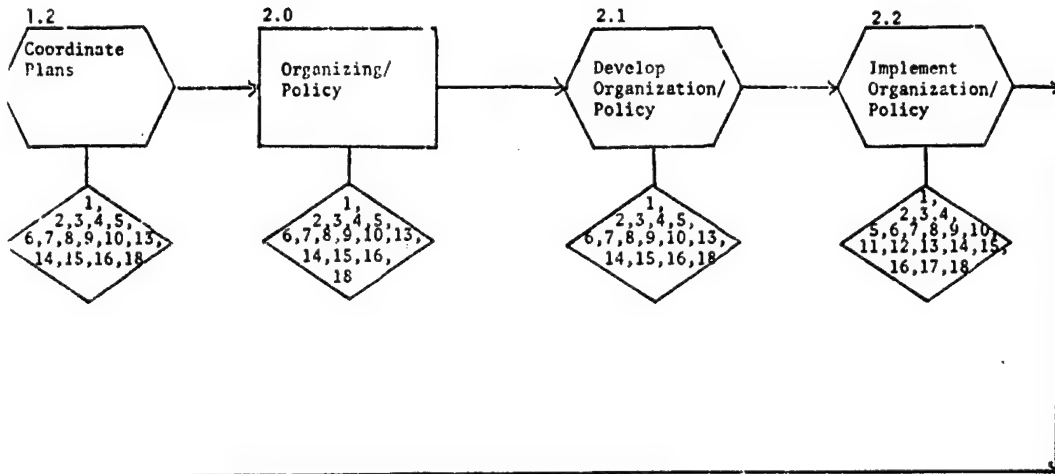 1.2
Coordinate
Plans
1,
2,3,4,5,
6,7,8,9,10,13,
14,15,16,18
2.0
Organizing/
Policy
1,
2,3,4,5,
6,7,8,9,10,13,
14,15,16,
18
2.1
Develop
Organization/
Policy
1,
2,3,4,5,
6,7,8,9,10,13,
14,15,16,18
2.2
Implement
Organization/
Policy
1,
2,3,4,
5,6,7,8,9,10,
11,12,13,14,15,
16,17,18